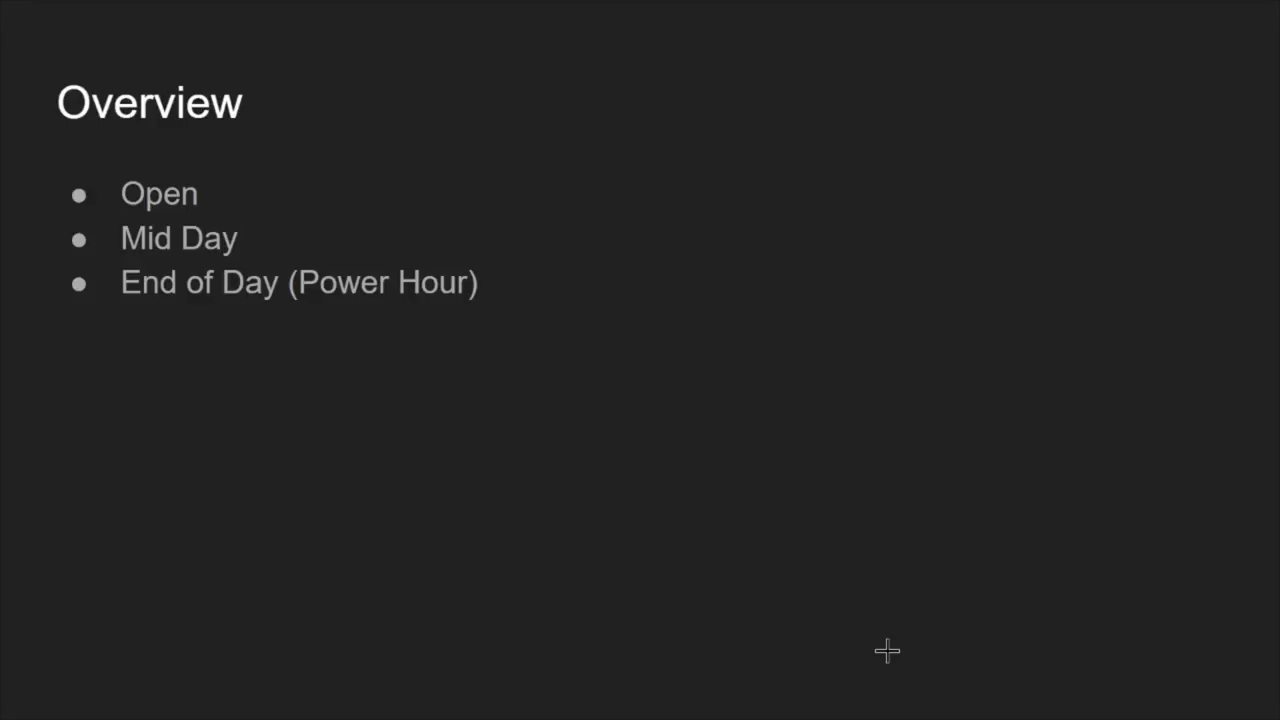 Overview
● Open
● Mid Day
● End of Day (Power Hour)